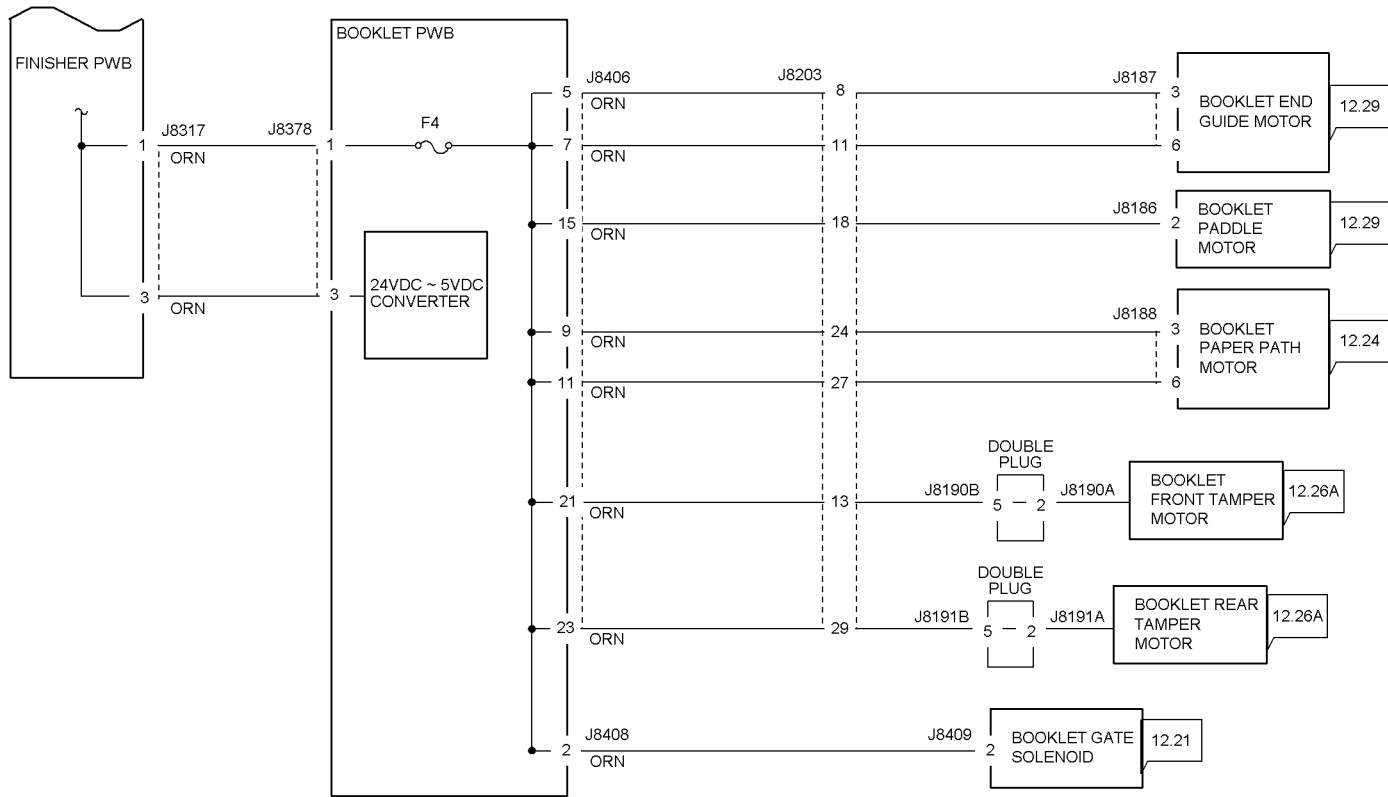 FINISHER PWB
1
J8317
ORN
J8378
3
ORN
BOOKLET PWB
1
F4
3
24VDC ~ 5VDC
CONVERTER
5
J8406
ORN
J8203
8
J8187
3
BOOKLET END
GUIDE MOTOR
12.29
7
ORN
11
6
15
ORN
18
J8186
2
BOOKLET
PADDLE
MOTOR
12.29
9
ORN
24
J8188
3
BOOKLET
PAPER PATH
MOTOR
12.24
11
ORN
27
6
21
ORN
13
J8190B
DOUBLE
PLUG
5 2
J8190A
BOOKLET
FRONT TAMPER
MOTOR
12.26A
23
ORN
29
J8191B
DOUBLE
PLUG
5 2
J8191A
BOOKLET REAR
TAMPER
MOTOR
12.26A
2
J8408
ORN
J8409
2
BOOKLET GATE
SOLENOID
12.21